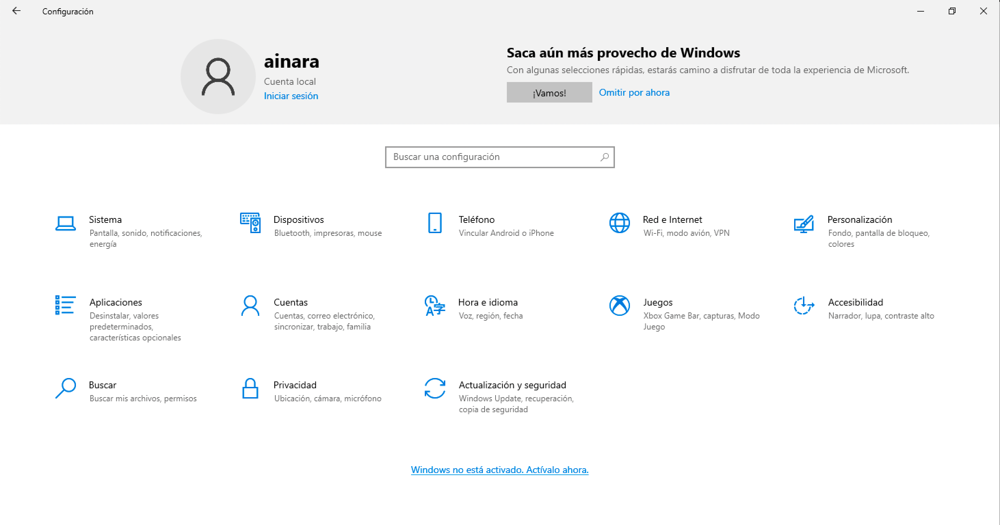 Configuración
ainara
Cuenta local
Iniciar sesión
Saca aún más provecho de Windows
Con algunas selecciones rápidas, estarás camino a disfrutar de toda la experiencia de Microsoft.
¡Vamos!
Omitir por ahora
Buscar una configuración
Sistema
Pantalla, sonido, notificaciones,
energía
Dispositivos
Bluetooth, impresoras, mouse
Teléfono
Vincular Android o iPhone
Red e Internet
Wi-Fi, modo avión, VPN
Personalización
Fondo, pantalla de bloqueo,
colores
Aplicaciones
Desinstalar, valores
predeterminados,
características opcionales
Cuentas
Cuentas, correo electrónico,
sincronizar, trabajo, familia
Hora e idioma
Voz, región, fecha
Juegos
Xbox Game Bar, capturas, Modo
Juego
Accesibilidad
Narrador, lupa, contraste alto
Buscar
Buscar mis archivos, permisos
Privacidad
Ubicación, cámara, micrófono
Actualización y seguridad
Windows Update, recuperación,
copia de seguridad
Windows no está activado. Actívalo ahora.